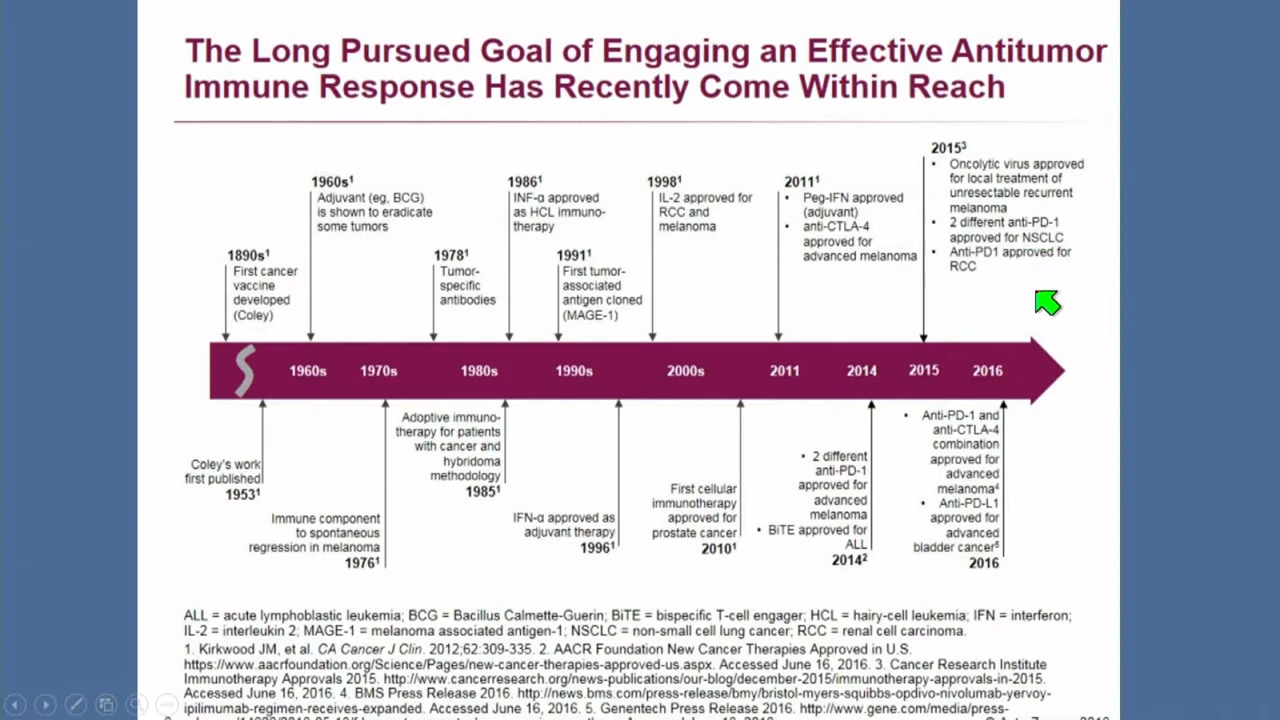 The Long Pursued Goal of Engaging an Effective Antitumor
Immune Response Has Recently Come Within Reach
1890s¹
First cancer
vaccine
developed
(Coley)
1960s¹
Adjuvant (eg, BCG)
is shown to eradicate
some tumors
1978¹
Tumor-
specific
antibodies
1986¹
INF-α approved
as HCL immuno-
therapy
1991¹
First tumor-
associated
antigen cloned
(MAGE-1)
1998¹
IL-2 approved for
RCC and
melanoma
2011¹
• Peg-IFN approved
(adjuvant)
• anti-CTLA-4
approved for
advanced melanoma
2015³
• Oncolytic virus approved
for local treatment of
unresectable recurrent
melanoma
• 2 different anti-PD-1
approved for NSCLC
• Anti-PD1 approved for
RCC
1960s 1970s 1980s 1990s 2000s 2011 2014 2015 2016
Coley's work
first published
1953¹
Immune component
to spontaneous
regression in melanoma
1976¹
Adoptive immuno-
therapy for patients
with cancer and
hybridoma
methodology
1985¹
IFN-α approved as
adjuvant therapy
1996¹
First cellular
immunotherapy
approved for
prostate cancer
2010¹
• 2 different
anti-PD-1
approved for
advanced
melanoma
• BiTE approved for
ALL
2014²
• Anti-PD-1 and
anti-CTLA-4
combination
approved for
advanced
melanoma⁴
• Anti-PD-L1
approved for
advanced
bladder cancer⁵
2016
ALL = acute lymphoblastic leukemia; BCG = Bacillus Calmette-Guerin; BiTE = bispecific T-cell engager; HCL = hairy-cell leukemia; IFN = interferon;
IL-2 = interleukin 2; MAGE-1 = melanoma associated antigen-1; NSCLC = non-small cell lung cancer; RCC = renal cell carcinoma.
1. Kirkwood JM, et al. CA Cancer J Clin. 2012;62:309-335. 2. AACR Foundation New Cancer Therapies Approved in U.S.
https://www.aacrfoundation.org/Science/Pages/new-cancer-therapies-approved-us.aspx. Accessed June 16, 2016. 3. Cancer Research Institute
Immunotherapy Approvals 2015. http://www.cancerresearch.org/news-publications/our-blog/december-2015/immunotherapy-approvals-in-2015.
Accessed June 16, 2016. 4. BMS Press Release 2016. http://news.bms.com/press-release/bmy/bristol-myers-squibbs-opdivo-nivolumab-yervoy-
ipilimumab-regimen-receives-expanded. Accessed June 16, 2016. 5. Genentech Press Release 2016. http://www.gene.com/media/press-